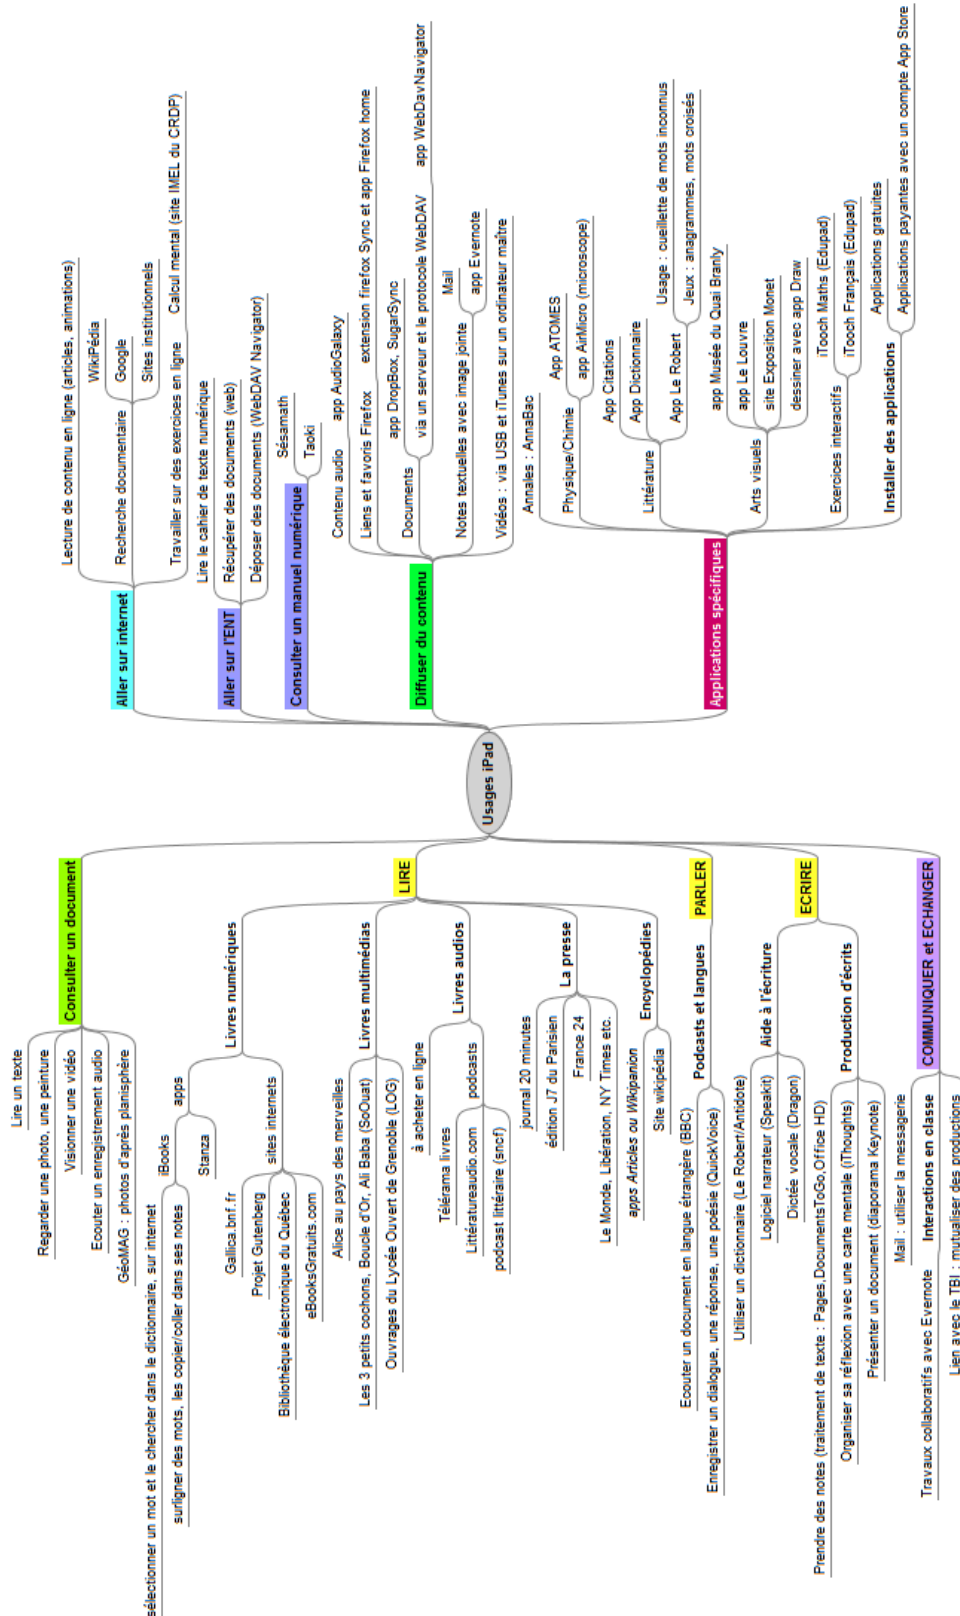 Usages iPad
Consulter un document
Lire un texte
Regarder une photo, une peinture
Visionner une vidéo
Ecouter un enregistrement audio
GéoMAG : photos d'après planisphère
LIRE
Livres numériques
apps
iBooks
sélectionner un mot et le chercher dans le dictionnaire, sur internet
surligner des mots, les copier/coller dans ses notes
Stanza
sites internets
Gallica.bnf.fr
Projet Gutenberg
Bibliothèque électronique du Québec
eBooksGratuits.com
Livres multimédias
Alice au pays des merveilles
Les 3 petits cochons, Boucle d'Or, Ali Baba (SoOuat)
Ouvrages du Lycée Ouvert de Grenoble (LOG)
Livres audios
à acheter en ligne
podcasts
Télérama livres
Littératureaudio.com
podcast littéraire (sncf)
La presse
journal 20 minutes
édition J7 du Parisien
France 24
Le Monde, Libération, NY Times etc.
Encyclopédies
apps Articles ou Wikipanion
Site wikipédia
PARLER
Podcasts et langues
Ecouter un document en langue étrangère (BBC)
Enregistrer un dialogue, une réponse, une poésie (QuickVoice)
ECRIRE
Aide à l'écriture
Utiliser un dictionnaire (Le Robert/Antidote)
Logiciel narrateur (Speakit)
Dictée vocale (Dragon)
Production d'écrits
Prendre des notes (traitement de texte : Pages,DocumentsToGo,Office HD)
Organiser sa réflexion avec une carte mentale (iThoughts)
Présenter un document (diaporama Keynote)
COMMUNIQUER et ECHANGER
Mail : utiliser la messagerie
Interactions en classe
Travaux collaboratifs avec Evernote
Lien avec le TBI : mutualiser des productions
Aller sur internet
Lecture de contenu en ligne (articles, animations)
Recherche documentaire
WikiPédia
Google
Sites institutionnels
Travailler sur des exercices en ligne
Calcul mental (site IMEL du CRDP)
Aller sur l'ENT
Lire le cahier de texte numérique
Récupérer des documents (web)
Déposer des documents (WebDAV Navigator)
Consulter un manuel numérique
Sésamath
Taoki
Diffuser du contenu
Contenu audio
app AudioGalaxy
Liens et favoris Firefox
extension firefox Sync et app Firefox home
Documents
app DropBox, SugarSync
via un serveur et le protocole WebDAV
app WebDavNavigator
Notes textuelles avec image jointe
Mail
app Evernote
Vidéos : via USB et iTunes sur un ordinateur maître
Applications spécifiques
Annales : AnnaBac
Physique/Chimie
App ATOMES
app AirMicro (microscope)
Littérature
App Citations
App Dictionnaire
App Le Robert
Usage : cueillette de mots inconnus
Jeux : anagrammes, mots croisés
Arts visuels
app Musée du Quai Branly
app Le Louvre
site Exposition Monet
dessiner avec app Draw
Exercices interactifs
iTooch Maths (Edupad)
iTooch Français (Edupad)
Installer des applications
Applications gratuites
Applications payantes avec un compte App Store